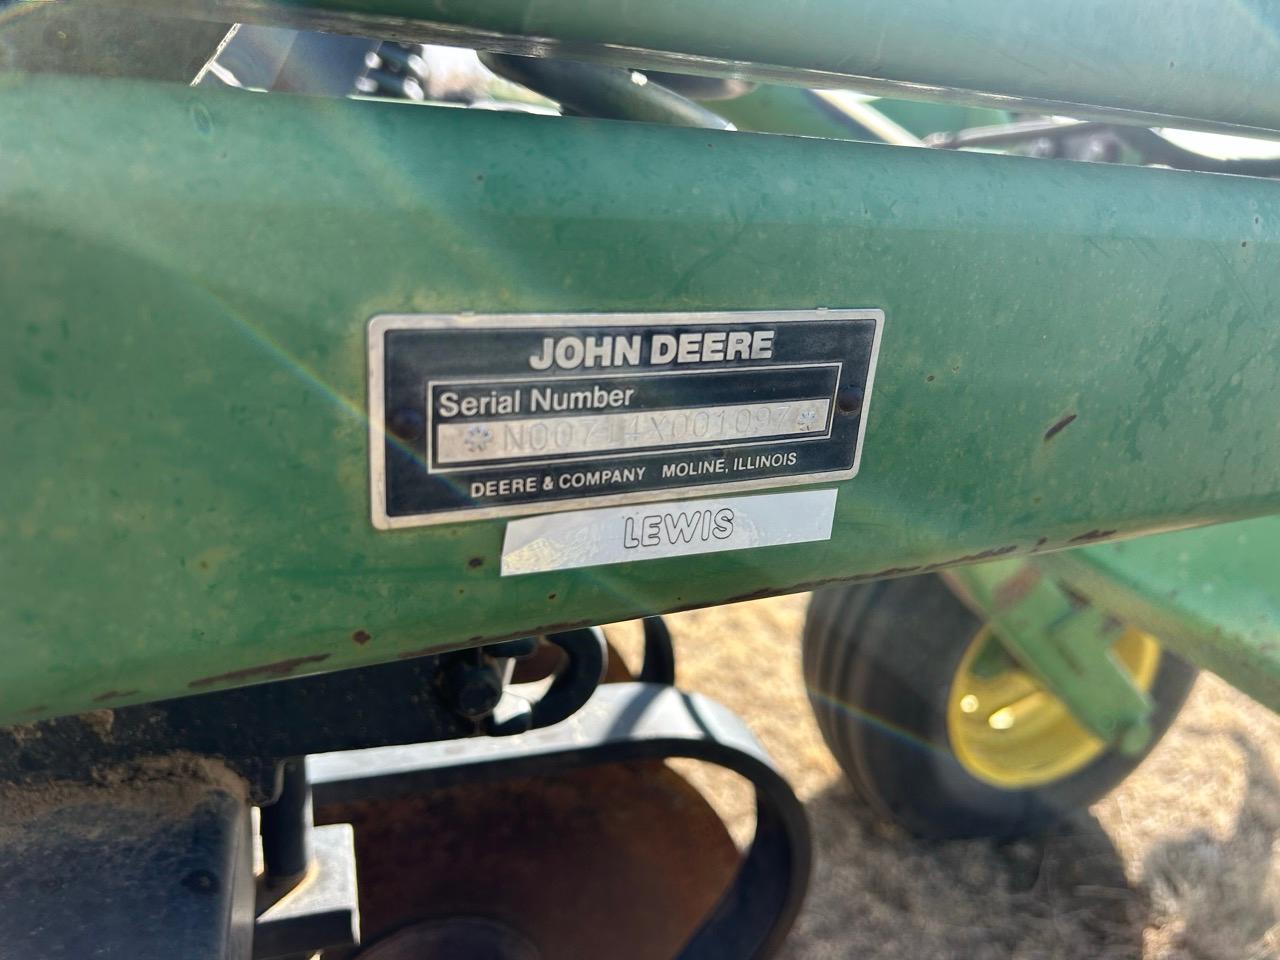 JOHN DEERE
Serial Number
*N00714X001097*
DEERE & COMPANY MOLINE, ILLINOIS
LEWIS